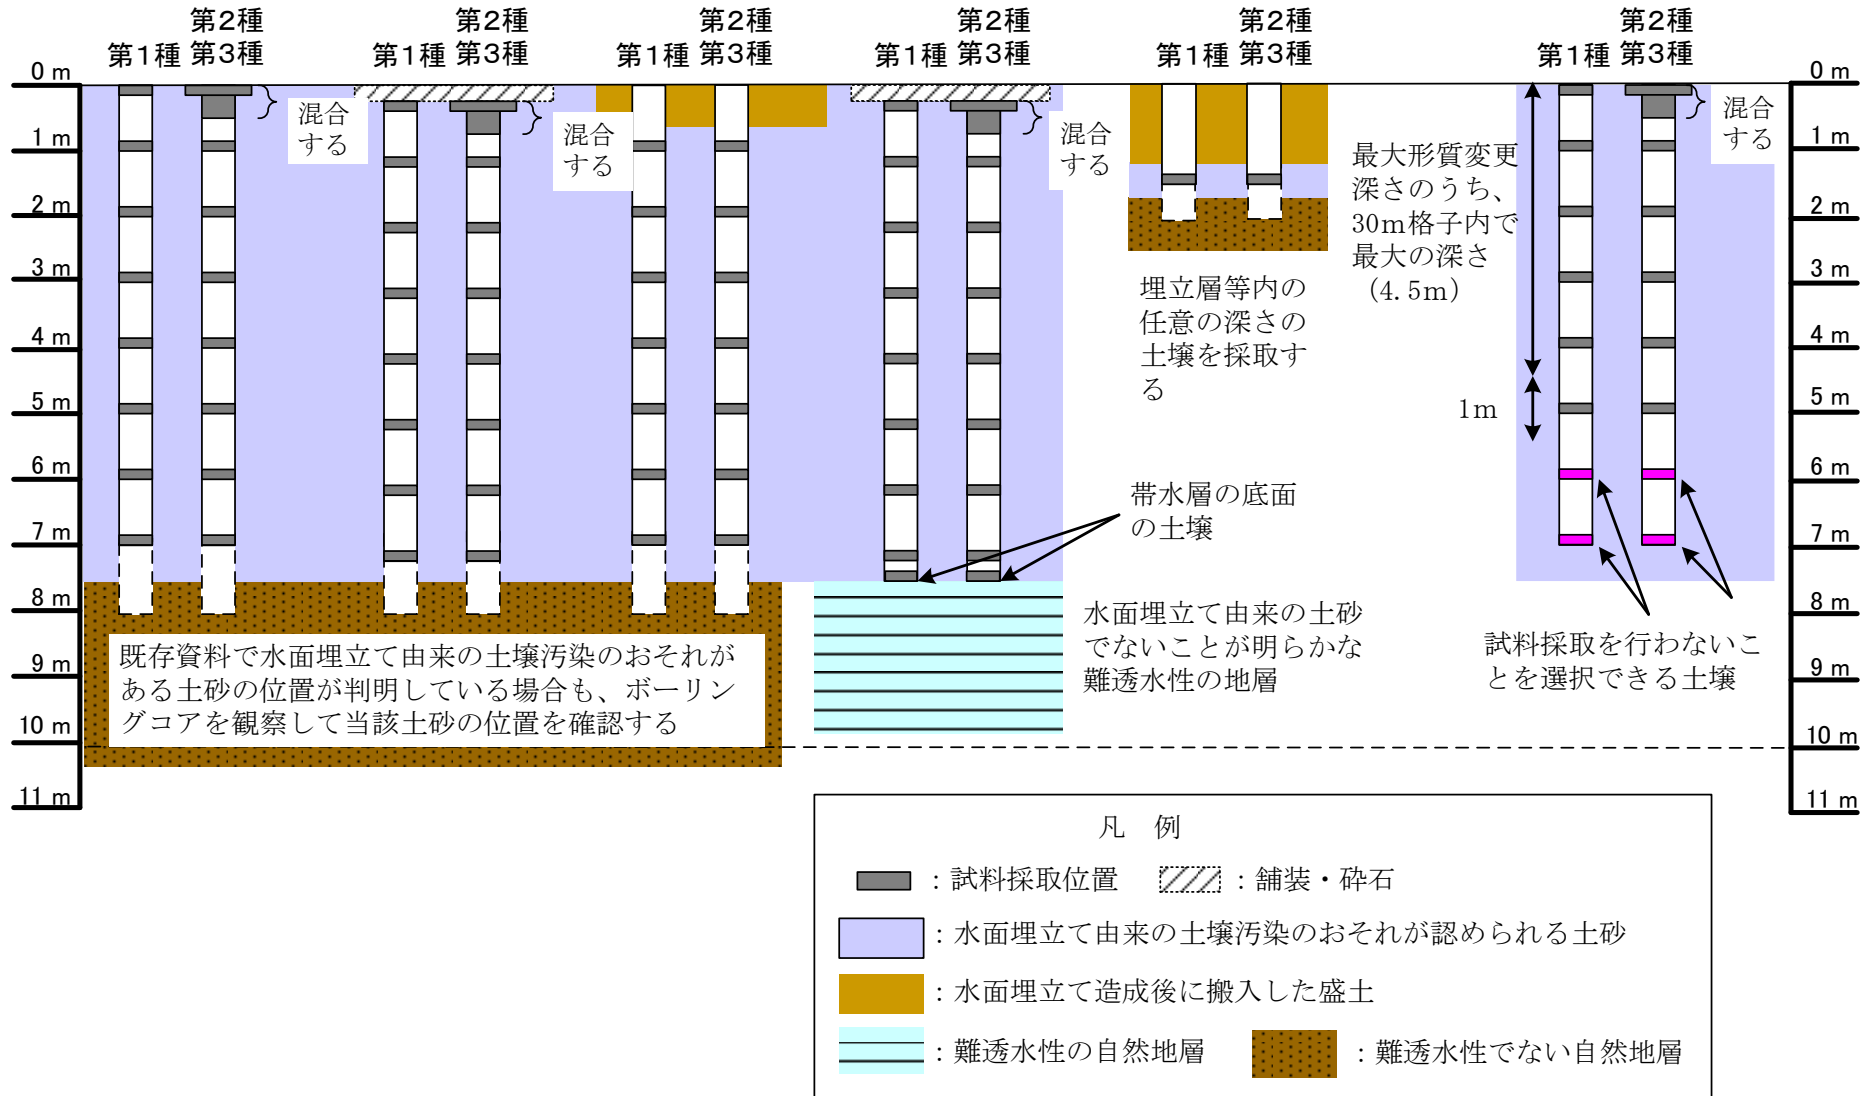 第2種
第2種
第2種
第2種
第2種
第2種
第1種 第3種
第1種 第3種
第1種 第3種
第1種 第3種
第1種 第3種
第1種 第3種
0 m
1 m
2 m
3 m
4 m
5 m
6 m
7 m
8 m
9 m
10 m
11 m
混合
する
混合
する
混合
する
埋立層等内の
任意の深さの
土壌を採取す
る
最大形質変更
深さのうち、
30m格子内で
最大の深さ
(4.5m)
1m
混合
する
帯水層の底面
の土壌
水面埋立て由来の土砂
でないことが明らかな
難透水性の地層
試料採取を行わないこ
とを選択できる土壌
既存資料で水面埋立て由来の土壌汚染のおそれが
ある土砂の位置が判明している場合も、ボーリン
グコアを観察して当該土砂の位置を確認する
0 m
1 m
2 m
3 m
4 m
5 m
6 m
7 m
8 m
9 m
10 m
11 m
凡 例
：試料採取位置 ：舗装・砕石
：水面埋立て由来の土壌汚染のおそれが認められる土砂
：水面埋立て造成後に搬入した盛土
：難透水性の自然地層 ：難透水性でない自然地層